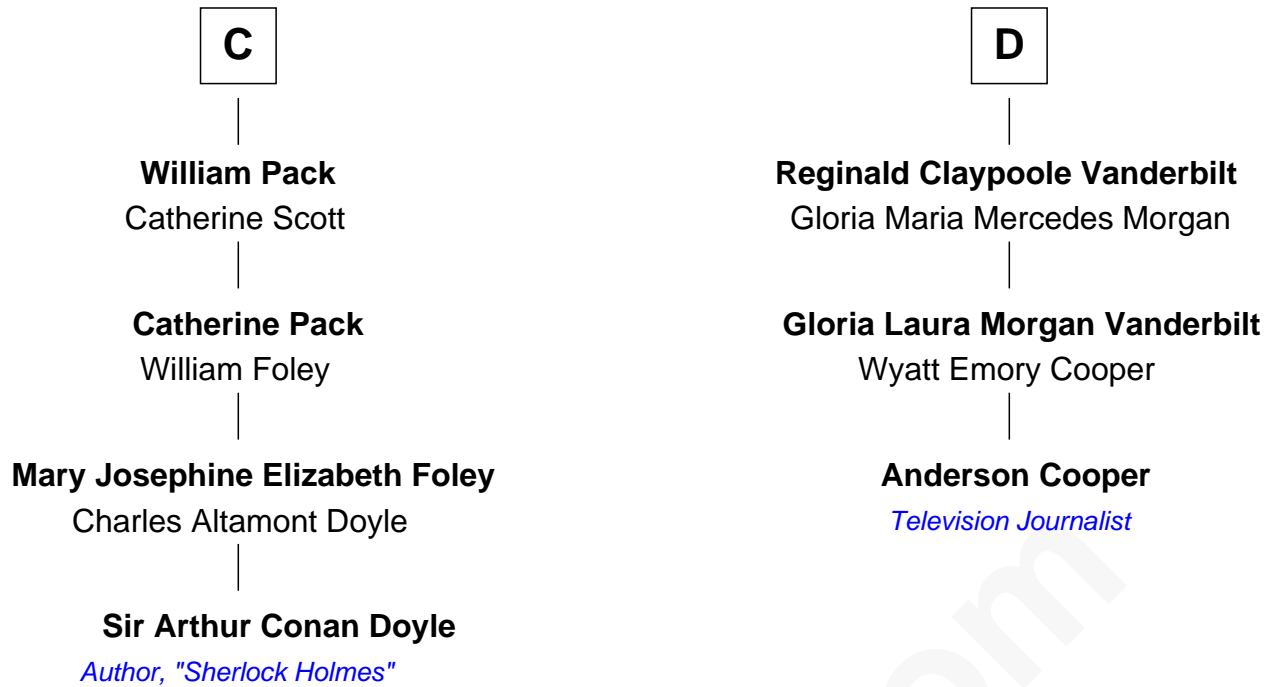 C
William Pack
Catherine Scott
Catherine Pack
William Foley
Mary Josephine Elizabeth Foley
Charles Altamont Doyle
Sir Arthur Conan Doyle
Author, "Sherlock Holmes"
D
Reginald Claypoole Vanderbilt
Gloria Maria Mercedes Morgan
Gloria Laura Morgan Vanderbilt
Wyatt Emory Cooper
Anderson Cooper
Television Journalist
om